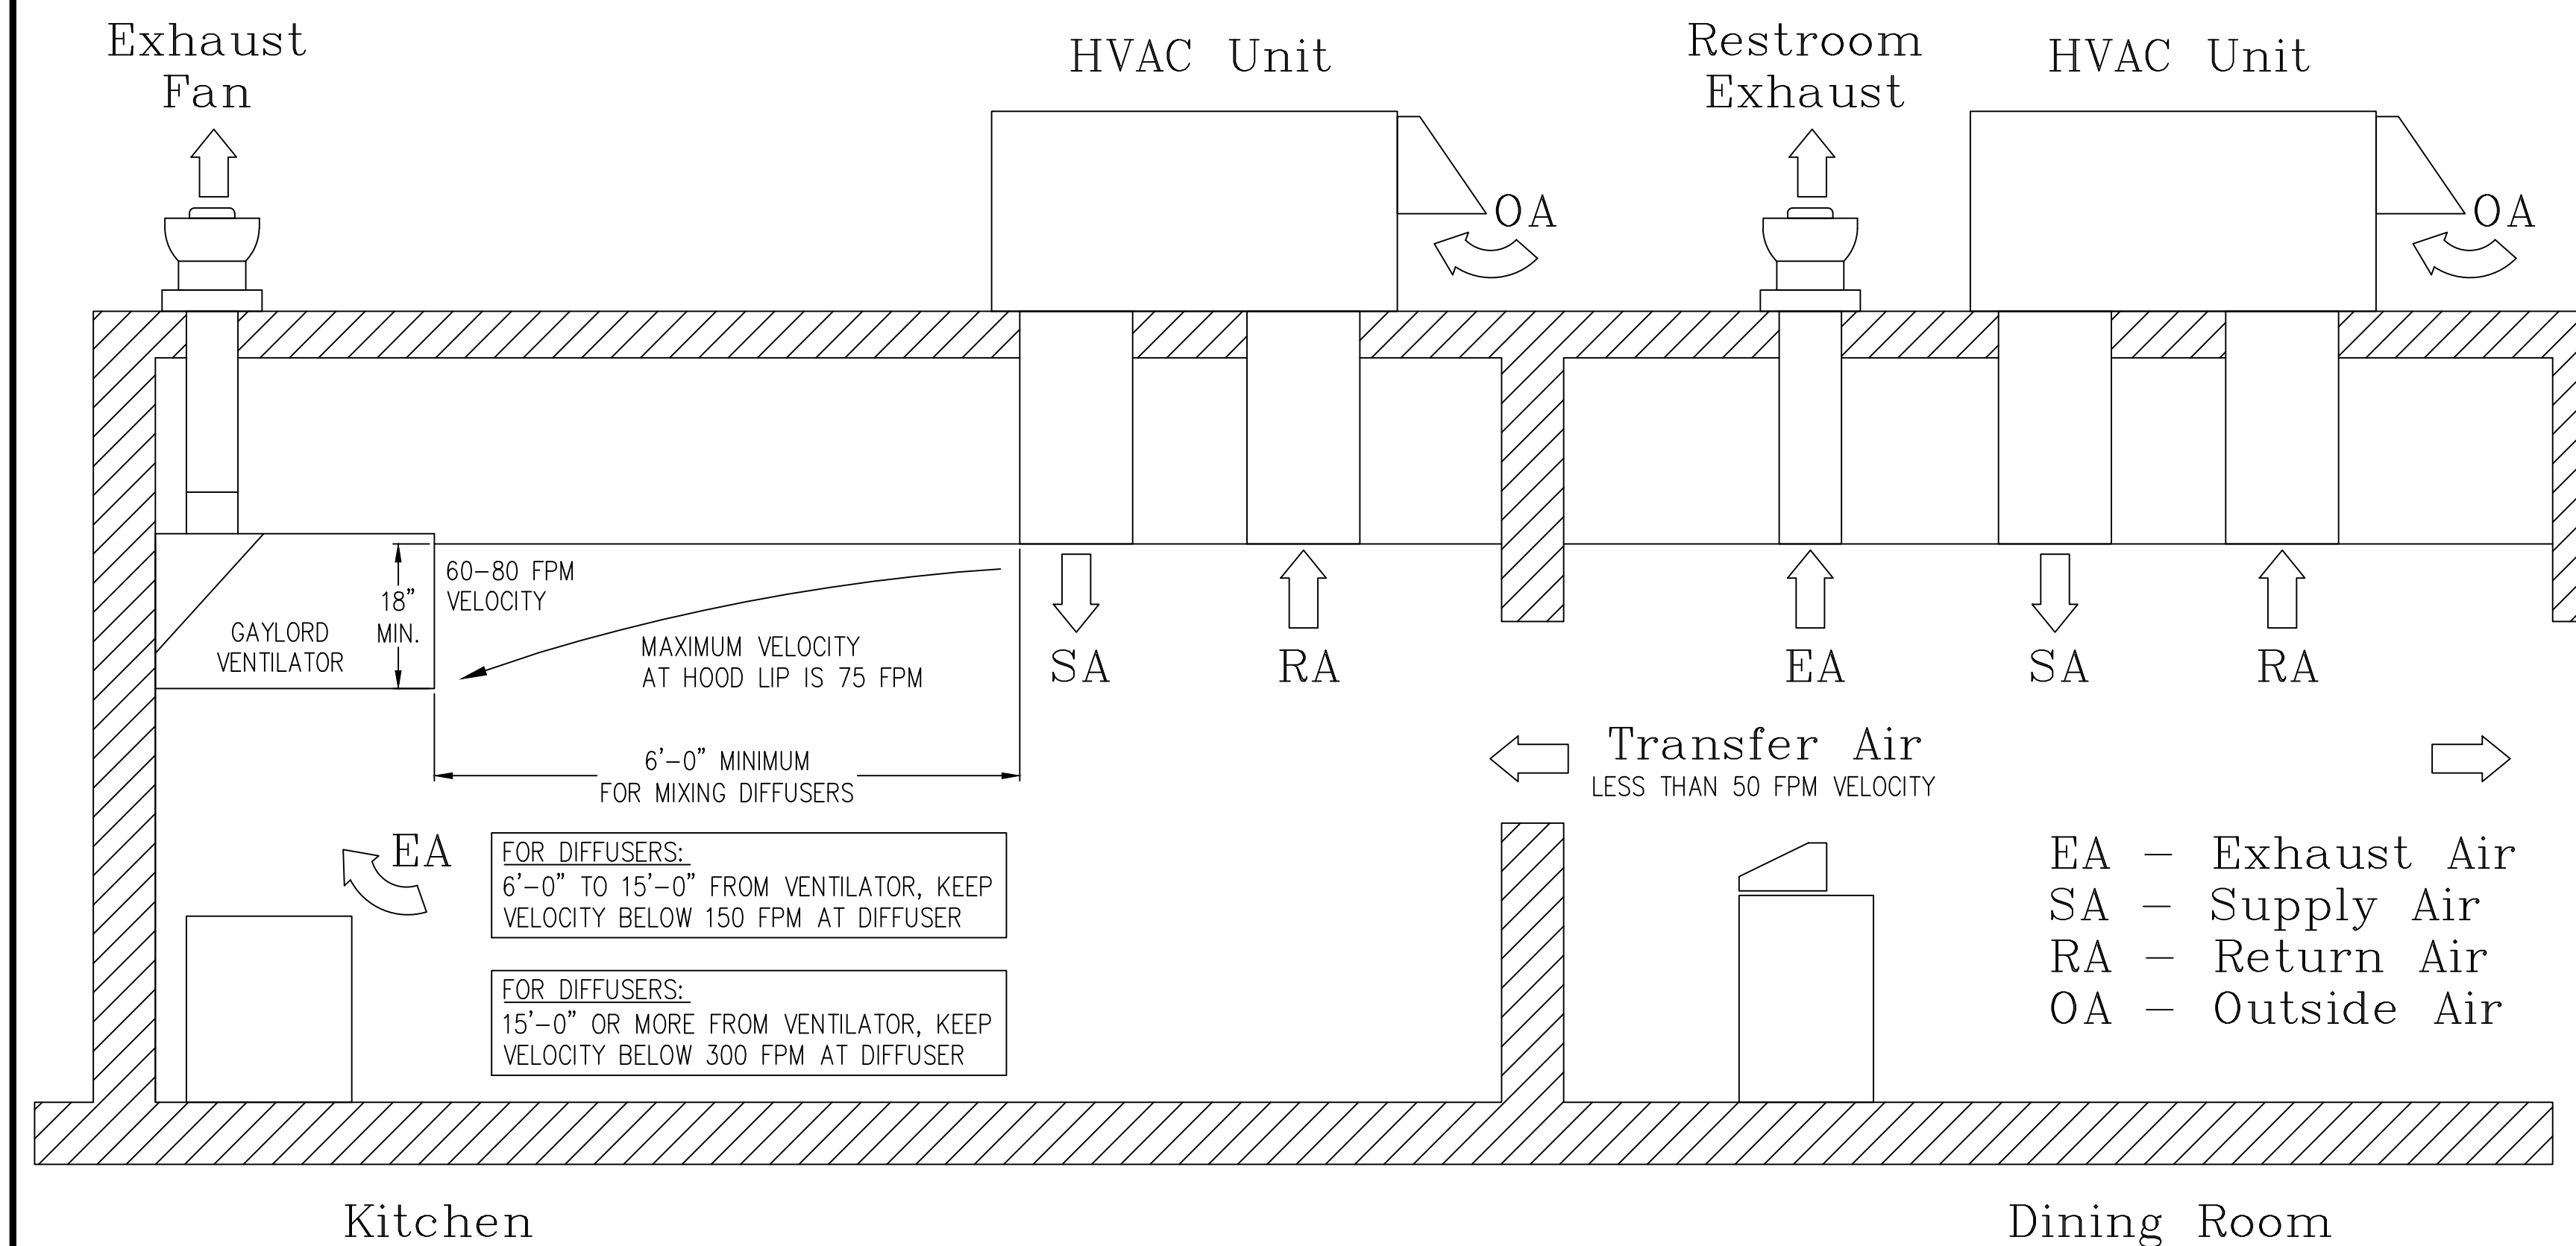 Exhaust
Fan
HVAC Unit
Restroom
Exhaust
HVAC Unit
OA
OA
60-80 FPM
VELOCITY
18"
MIN.
GAYLORD
VENTILATOR
MAXIMUM VELOCITY
AT HOOD LIP IS 75 FPM
SA
RA
EA
SA
RA
6'-0" MINIMUM
FOR MIXING DIFFUSERS
Transfer Air
LESS THAN 50 FPM VELOCITY
EA
FOR DIFFUSERS:
6'-0" TO 15'-0" FROM VENTILATOR, KEEP
VELOCITY BELOW 150 FPM AT DIFFUSER
FOR DIFFUSERS:
15'-0" OR MORE FROM VENTILATOR, KEEP
VELOCITY BELOW 300 FPM AT DIFFUSER
EA - Exhaust Air
SA - Supply Air
RA - Return Air
OA - Outside Air
Kitchen
Dining Room